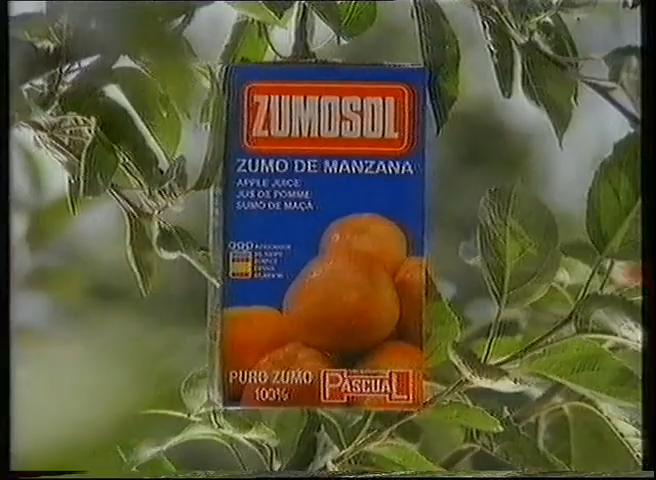 ZUMOSOL
ZUMO DE MANZANA
APPLE JUICE
JUS DE POMME
SUMO DE MAÇA
PURO ZUMO
100%
PASCUAL